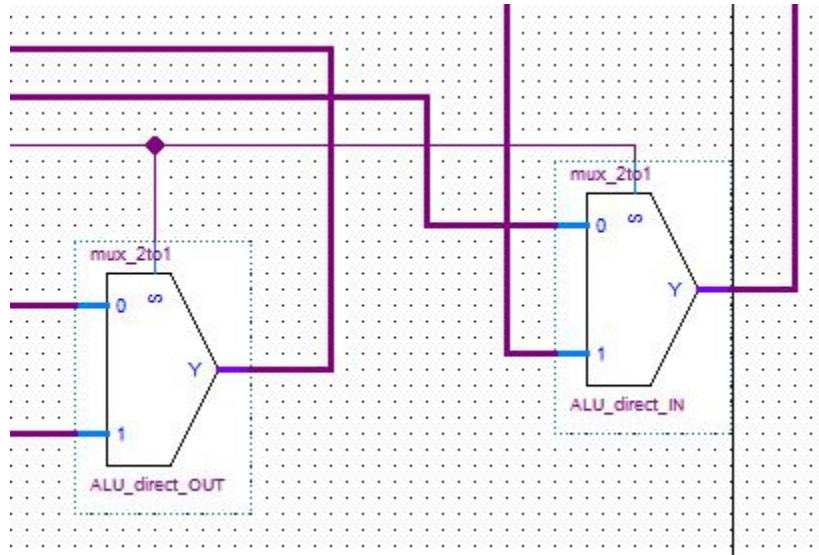 mux_2to1
S
0
Y
1
ALU_direct_OUT
mux_2to1
S
0
Y
1
ALU_direct_IN